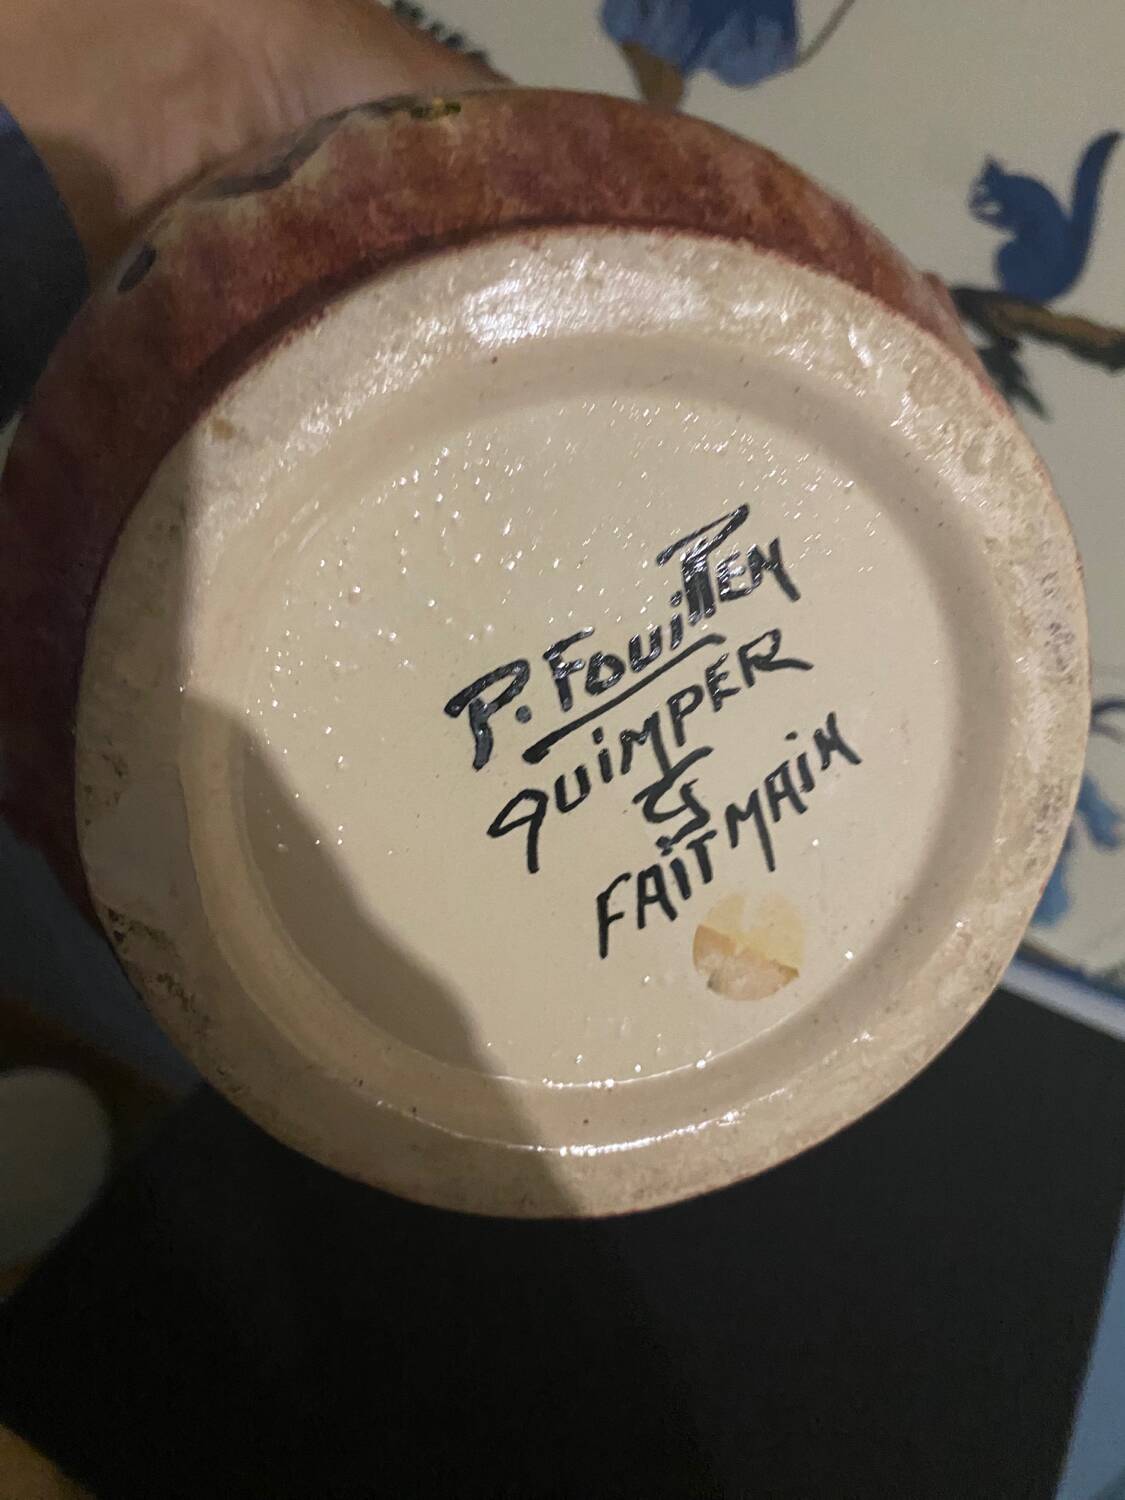 P. FOUILLEN
QUIMPER
FAIT MAIN